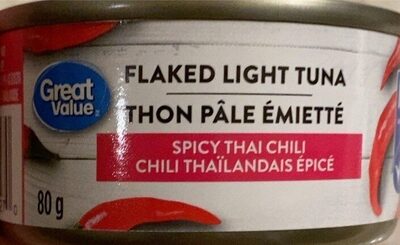 Great
Value
FLAKED LIGHT TUNA
THON PÂLE ÉMIETTÉ
SPICY THAI CHILI
CHILI THAÏLANDAIS ÉPICÉ
80 g